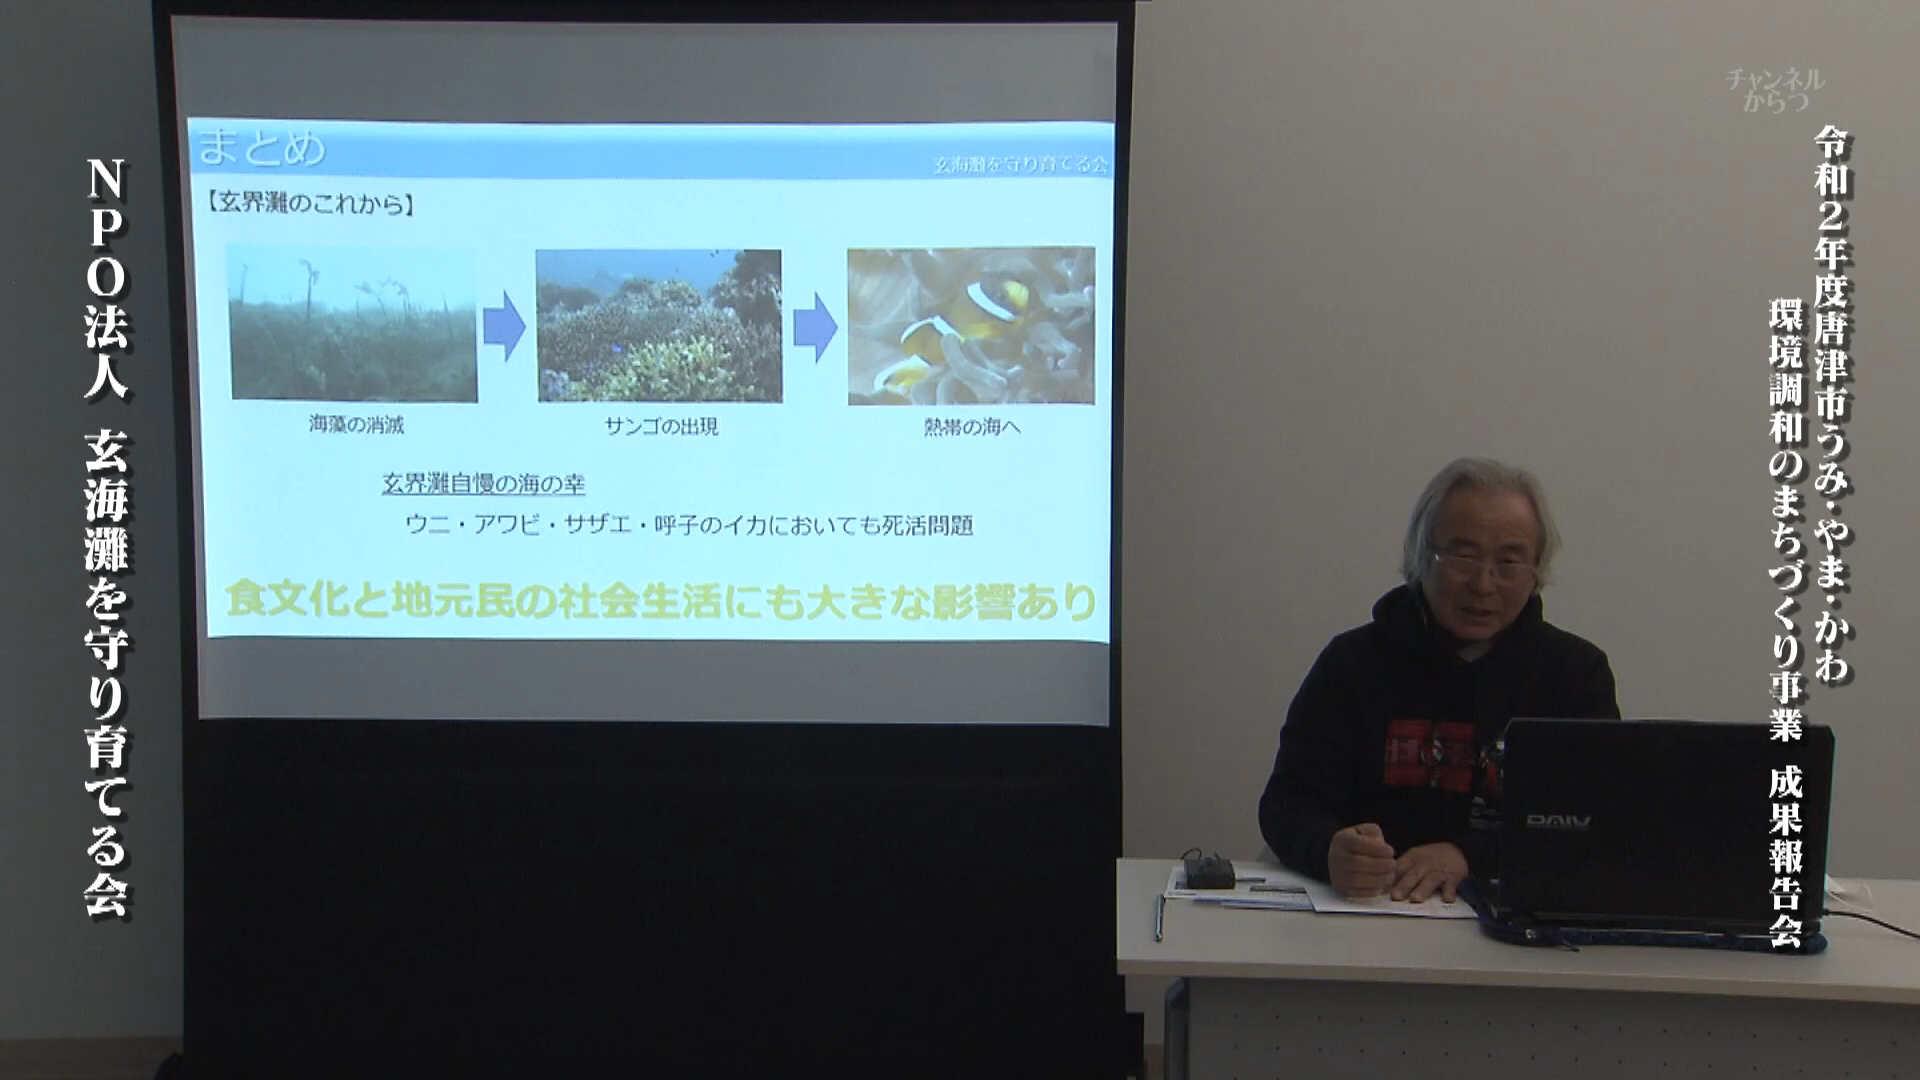 チャンネル
からつ
令和２年度唐津市うみ・やま・かわ
環境調和のまちづくり事業 成果報告会
NPO法人 玄海灘を守り育てる会
まとめ
玄海灘を守り育てる会
【玄界灘のこれから】
海藻の消滅
サンゴの出現
熱帯の海へ
玄界灘自慢の海の幸
ウニ・アワビ・サザエ・呼子のイカにおいても死活問題
食文化と地元民の社会生活にも大きな影響あり
DAIV